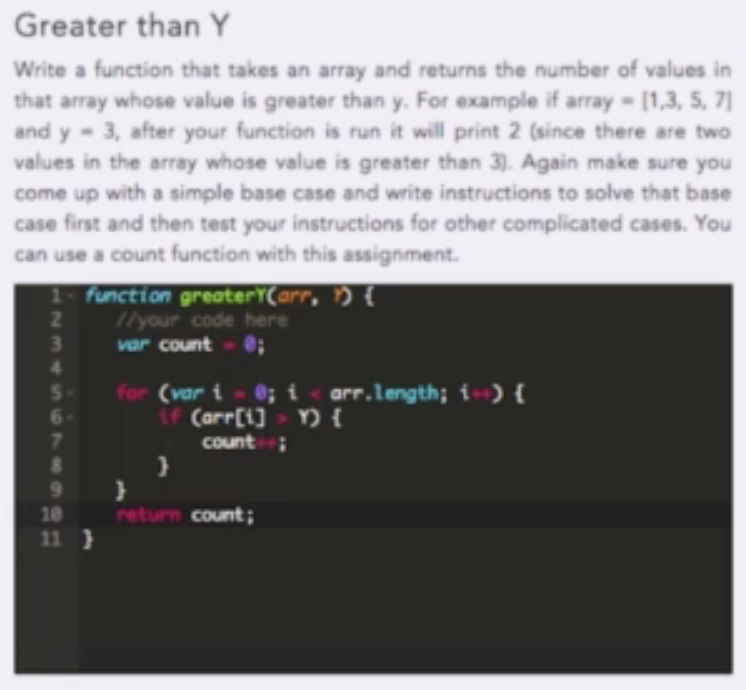 Greater than Y
Write a function that takes an array and returns the number of values in
that array whose value is greater than y. For example if array = [1,3, 5, 7]
and y = 3, after your function is run it will print 2 (since there are two
values in the array whose value is greater than 3). Again make sure you
come up with a simple base case and write instructions to solve that base
case first and then test your instructions for other complicated cases. You
can use a count function with this assignment.
1 function greaterY(arr, Y) {
2 //your code here
3 var count = 0;
4
5 for (var i = 0; i < arr.length; i++) {
6 if (arr[i] > Y) {
7 count++;
8 }
9 }
10 return count;
11 }